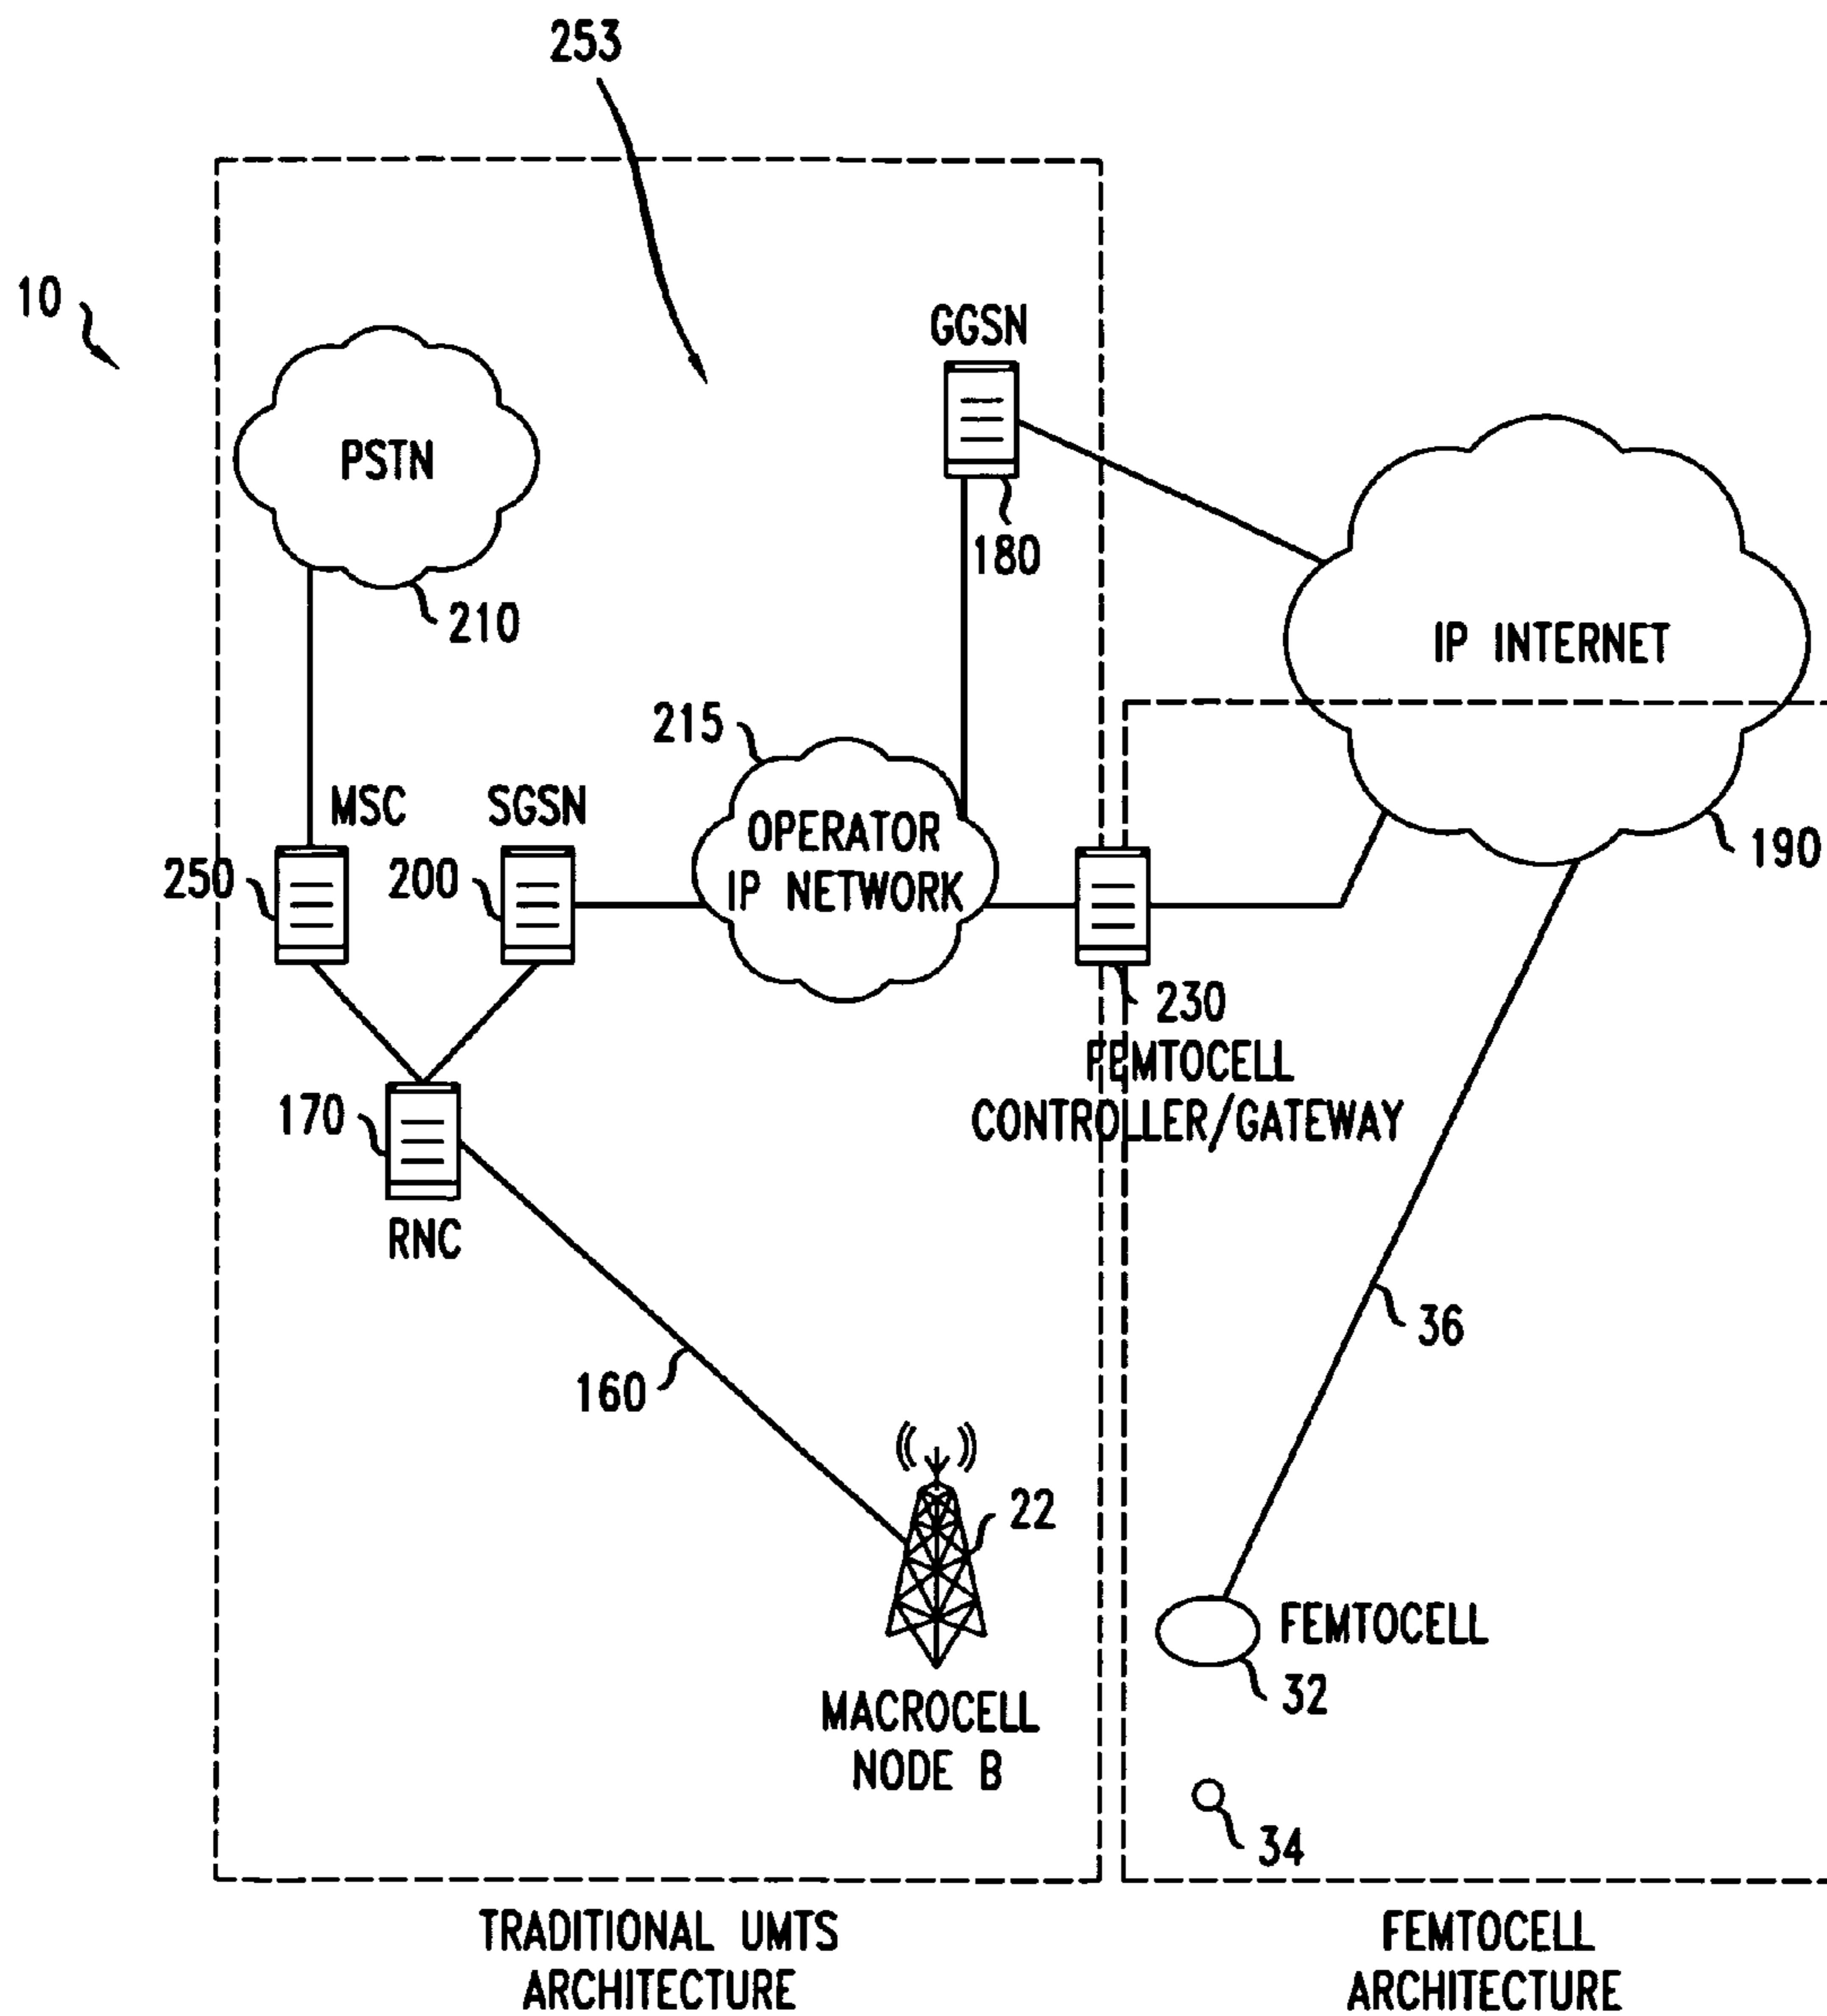 253
10
GGSN
PSTN
180
IP INTERNET
210
215
MSC
SGSN
OPERATOR
IP NETWORK
190
250
200
230
FEMTOCELL
CONTROLLER/GATEWAY
170
RNC
36
160
22
FEMTOCELL
32
MACROCELL
NODE B
34
TRADITIONAL UMTS
ARCHITECTURE
FEMTOCELL
ARCHITECTURE